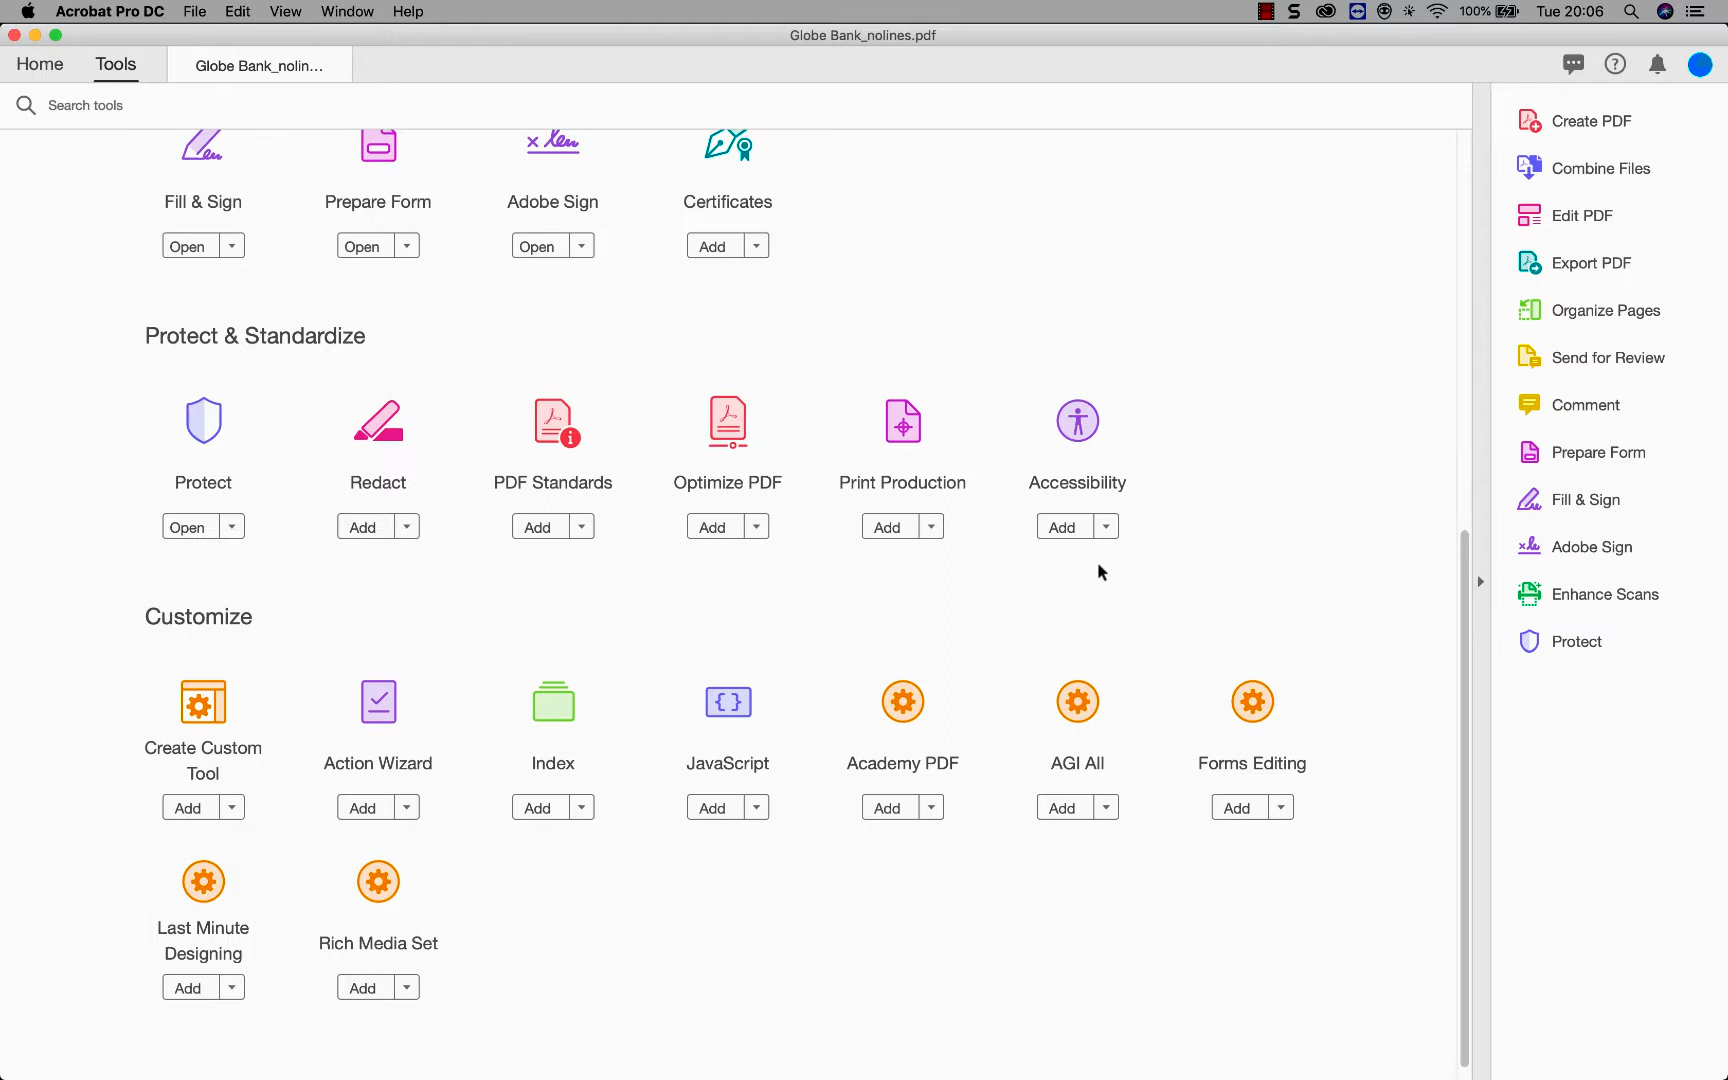 Acrobat Pro DC File Edit View Window Help 100% Tue 20:06
Globe Bank_nolines.pdf
Home Tools Globe Bank_nolin...
Search tools
Fill & Sign Prepare Form Adobe Sign Certificates
Open Open Open Add
Protect & Standardize
Protect Redact PDF Standards Optimize PDF Print Production Accessibility
Open Add Add Add Add Add
Customize
Create Custom
Tool
Action Wizard Index JavaScript Academy PDF AGI All Forms Editing
Add Add Add Add Add Add Add
Last Minute
Designing
Rich Media Set
Add Add
Create PDF
Combine Files
Edit PDF
Export PDF
Organize Pages
Send for Review
Comment
Prepare Form
Fill & Sign
Adobe Sign
Enhance Scans
Protect